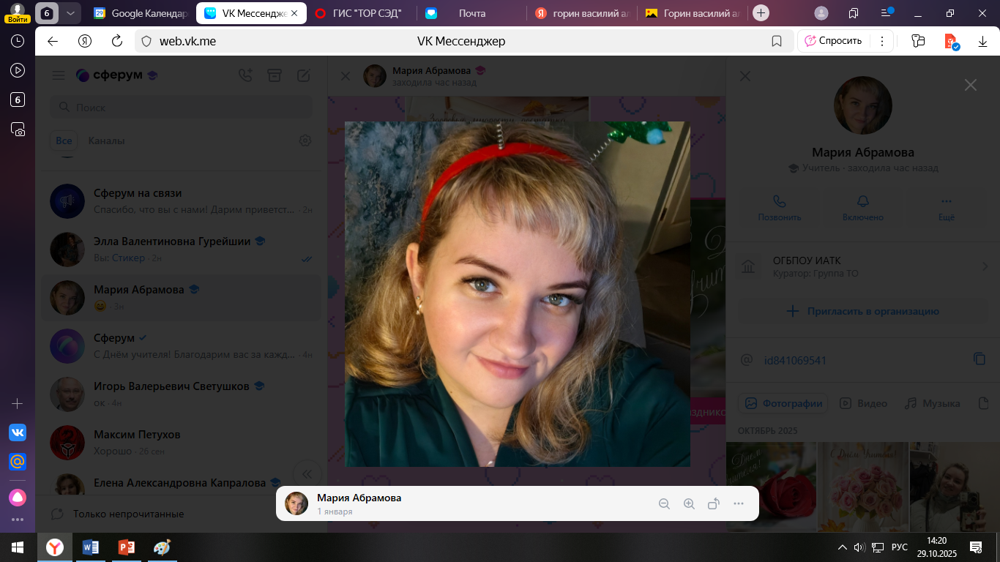 Войти
6
Google Календарь
VK Мессендже
ГИС "ТОР СЭД"
Почта
горин василий ал
Горин василий ал
web.vk.me
VK Мессенджер
Спросить
6
сферум
Поиск
Все
Каналы
Сферум на связи
Спасибо, что вы с нами! Дарим приветст… · 2н
Элла Валентиновна Гурейшии
Вы: Стикер · 2н
Мария Абрамова
3н
Сферум
С Днём учителя! Благодарим вас за кажд… · 4н
Игорь Валерьевич Светушков
ок · 4н
Максим Петухов
Хорошо · 26 сен
Елена Александровна Капралова
Только непрочитанные
Мария Абрамова
заходила час назад
Мария Абрамова
1 января
Мария Абрамова
Учитель · заходила час назад
Позвонить
Включено
Ещё
ОГБПОУ ИАТК
Куратор: Группа ТО
Пригласить в организацию
id841069541
Фотографии
Видео
Музыка
ОКТЯБРЬ 2025
С Днём Учителя!
РУС
14:20
29.10.2025